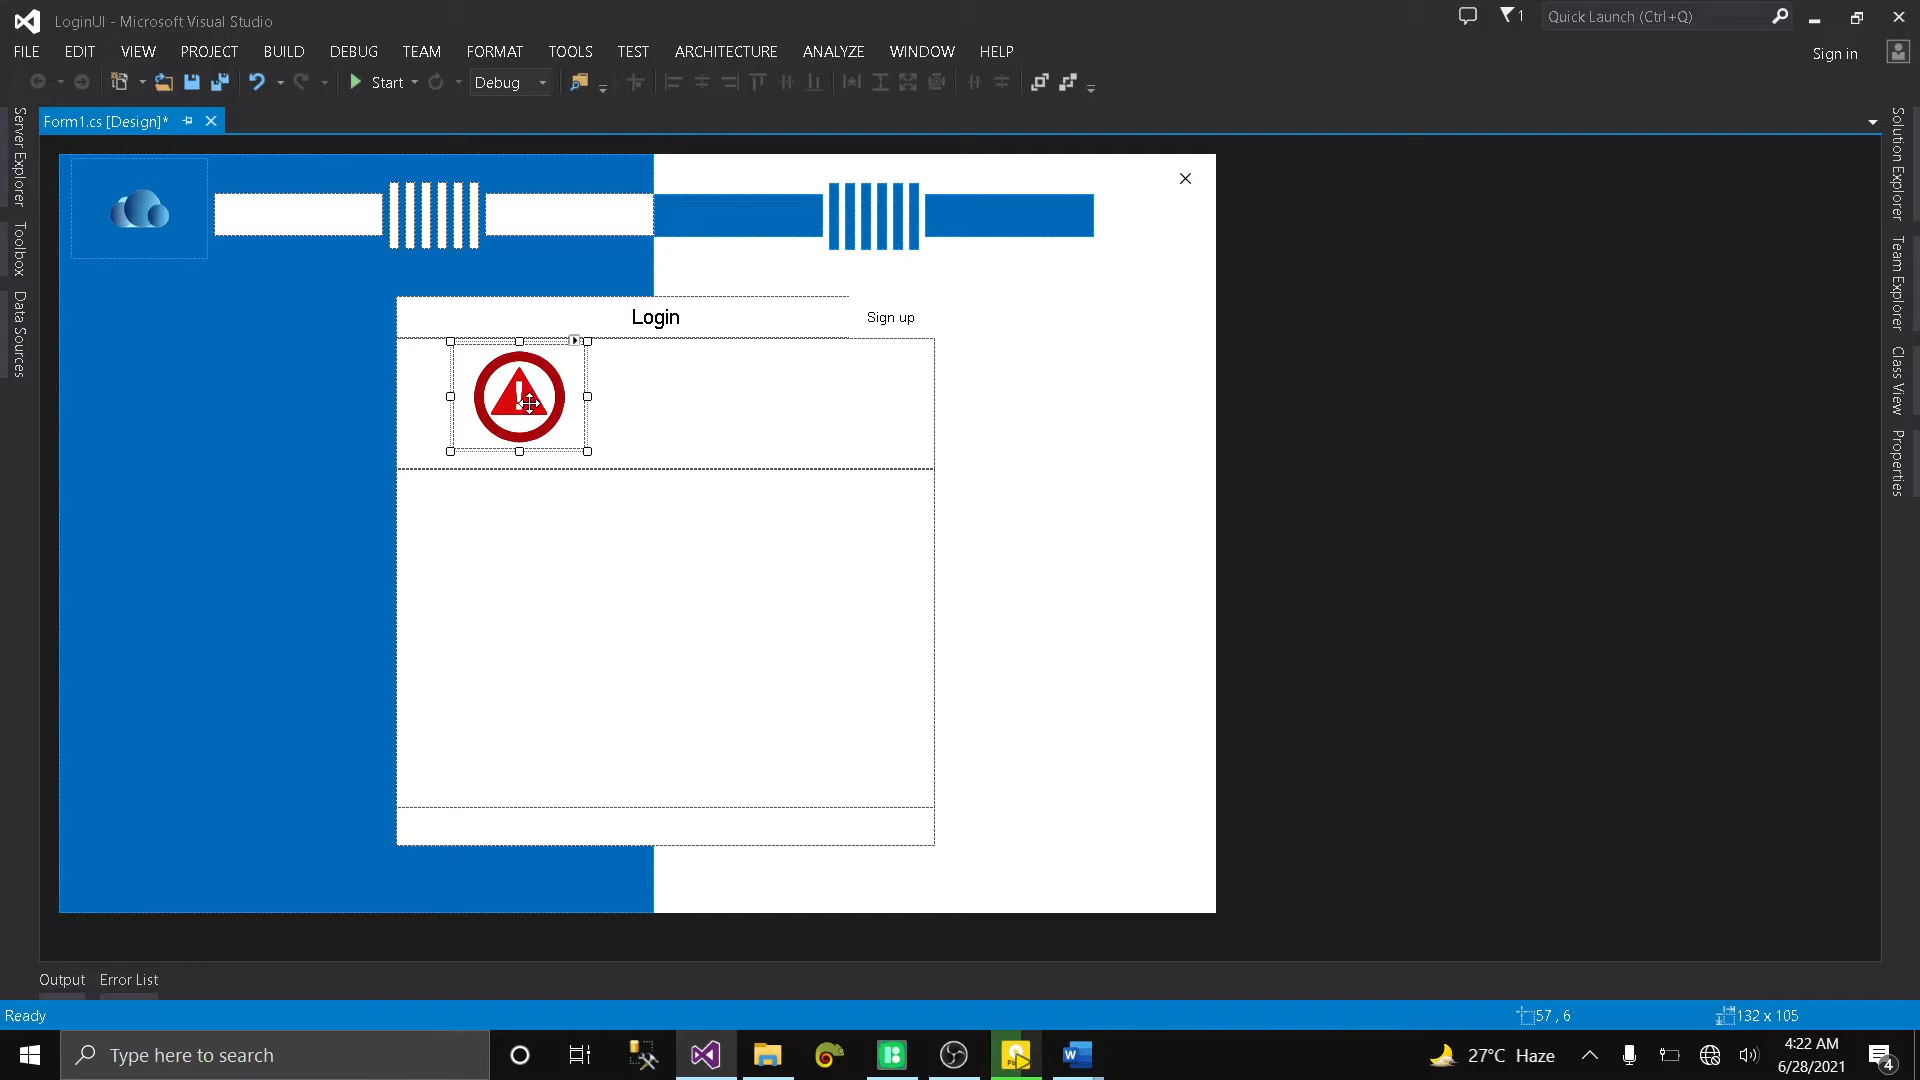 LoginUI - Microsoft Visual Studio
1
Quick Launch (Ctrl+Q)
FILE EDIT VIEW PROJECT BUILD DEBUG TEAM FORMAT TOOLS TEST ARCHITECTURE ANALYZE WINDOW HELP
Sign in
Start Debug
Form1.cs [Design]*
Server Explorer
Toolbox
Data Sources
Solution Explorer
Team Explorer
Class View
Properties
Login
Sign up
Output Error List
Ready
57 , 6
132 x 105
Type here to search
27°C Haze
4:22 AM
6/28/2021
4